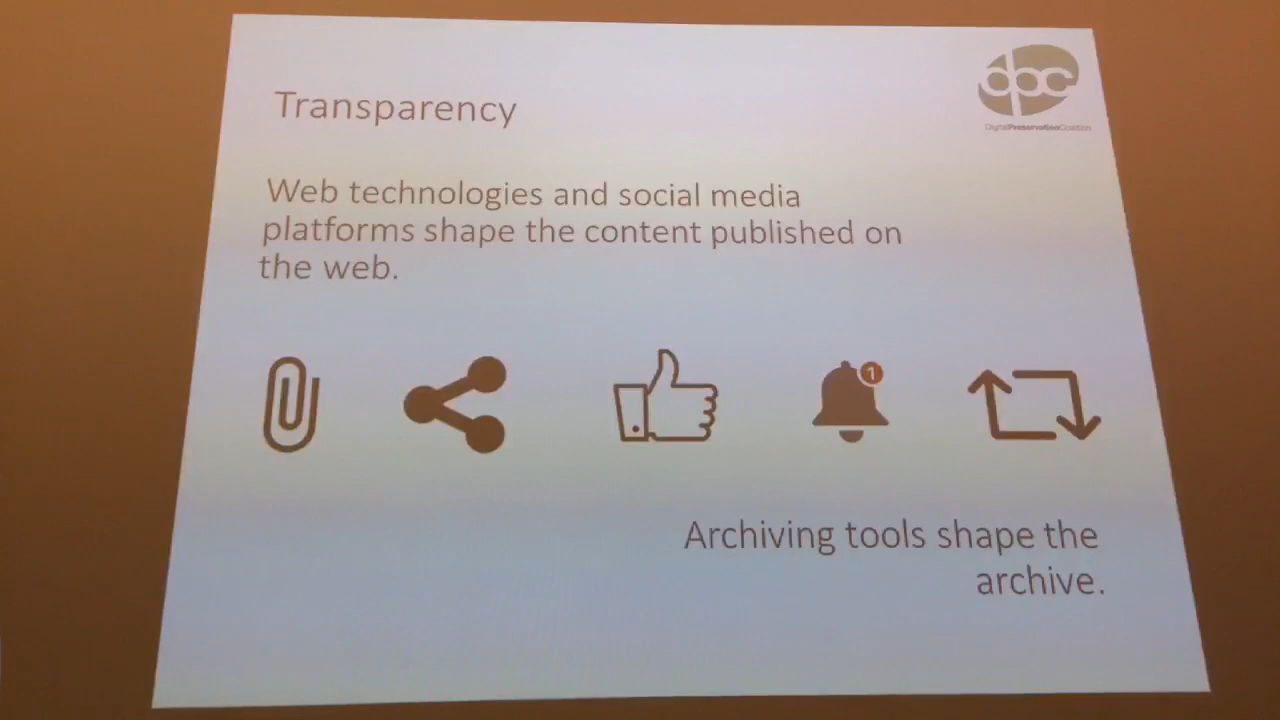 Transparency
dpc
DigitalPreservationCoalition
Web technologies and social media
platforms shape the content published on
the web.
1
Archiving tools shape the
archive.